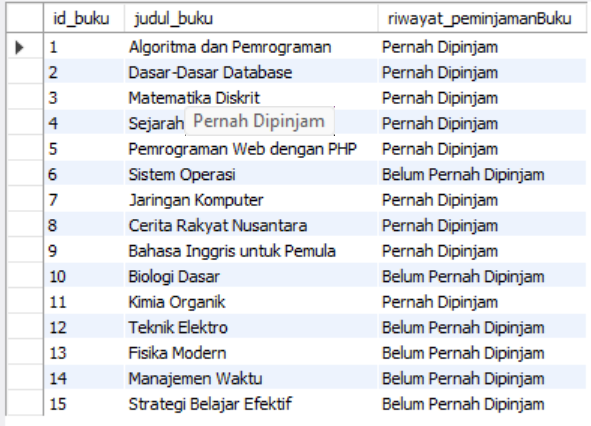 id_buku judul_buku riwayat_peminjamanBuku
1 Algoritma dan Pemrograman Pernah Dipinjam
2 Dasar-Dasar Database Pernah Dipinjam
3 Matematika Diskrit Pernah Dipinjam
4 Sejarah Pernah Dipinjam Pernah Dipinjam
5 Pemrograman Web dengan PHP Pernah Dipinjam
6 Sistem Operasi Belum Pernah Dipinjam
7 Jaringan Komputer Pernah Dipinjam
8 Cerita Rakyat Nusantara Pernah Dipinjam
9 Bahasa Inggris untuk Pemula Pernah Dipinjam
10 Biologi Dasar Belum Pernah Dipinjam
11 Kimia Organik Pernah Dipinjam
12 Teknik Elektro Belum Pernah Dipinjam
13 Fisika Modern Belum Pernah Dipinjam
14 Manajemen Waktu Belum Pernah Dipinjam
15 Strategi Belajar Efektif Belum Pernah Dipinjam